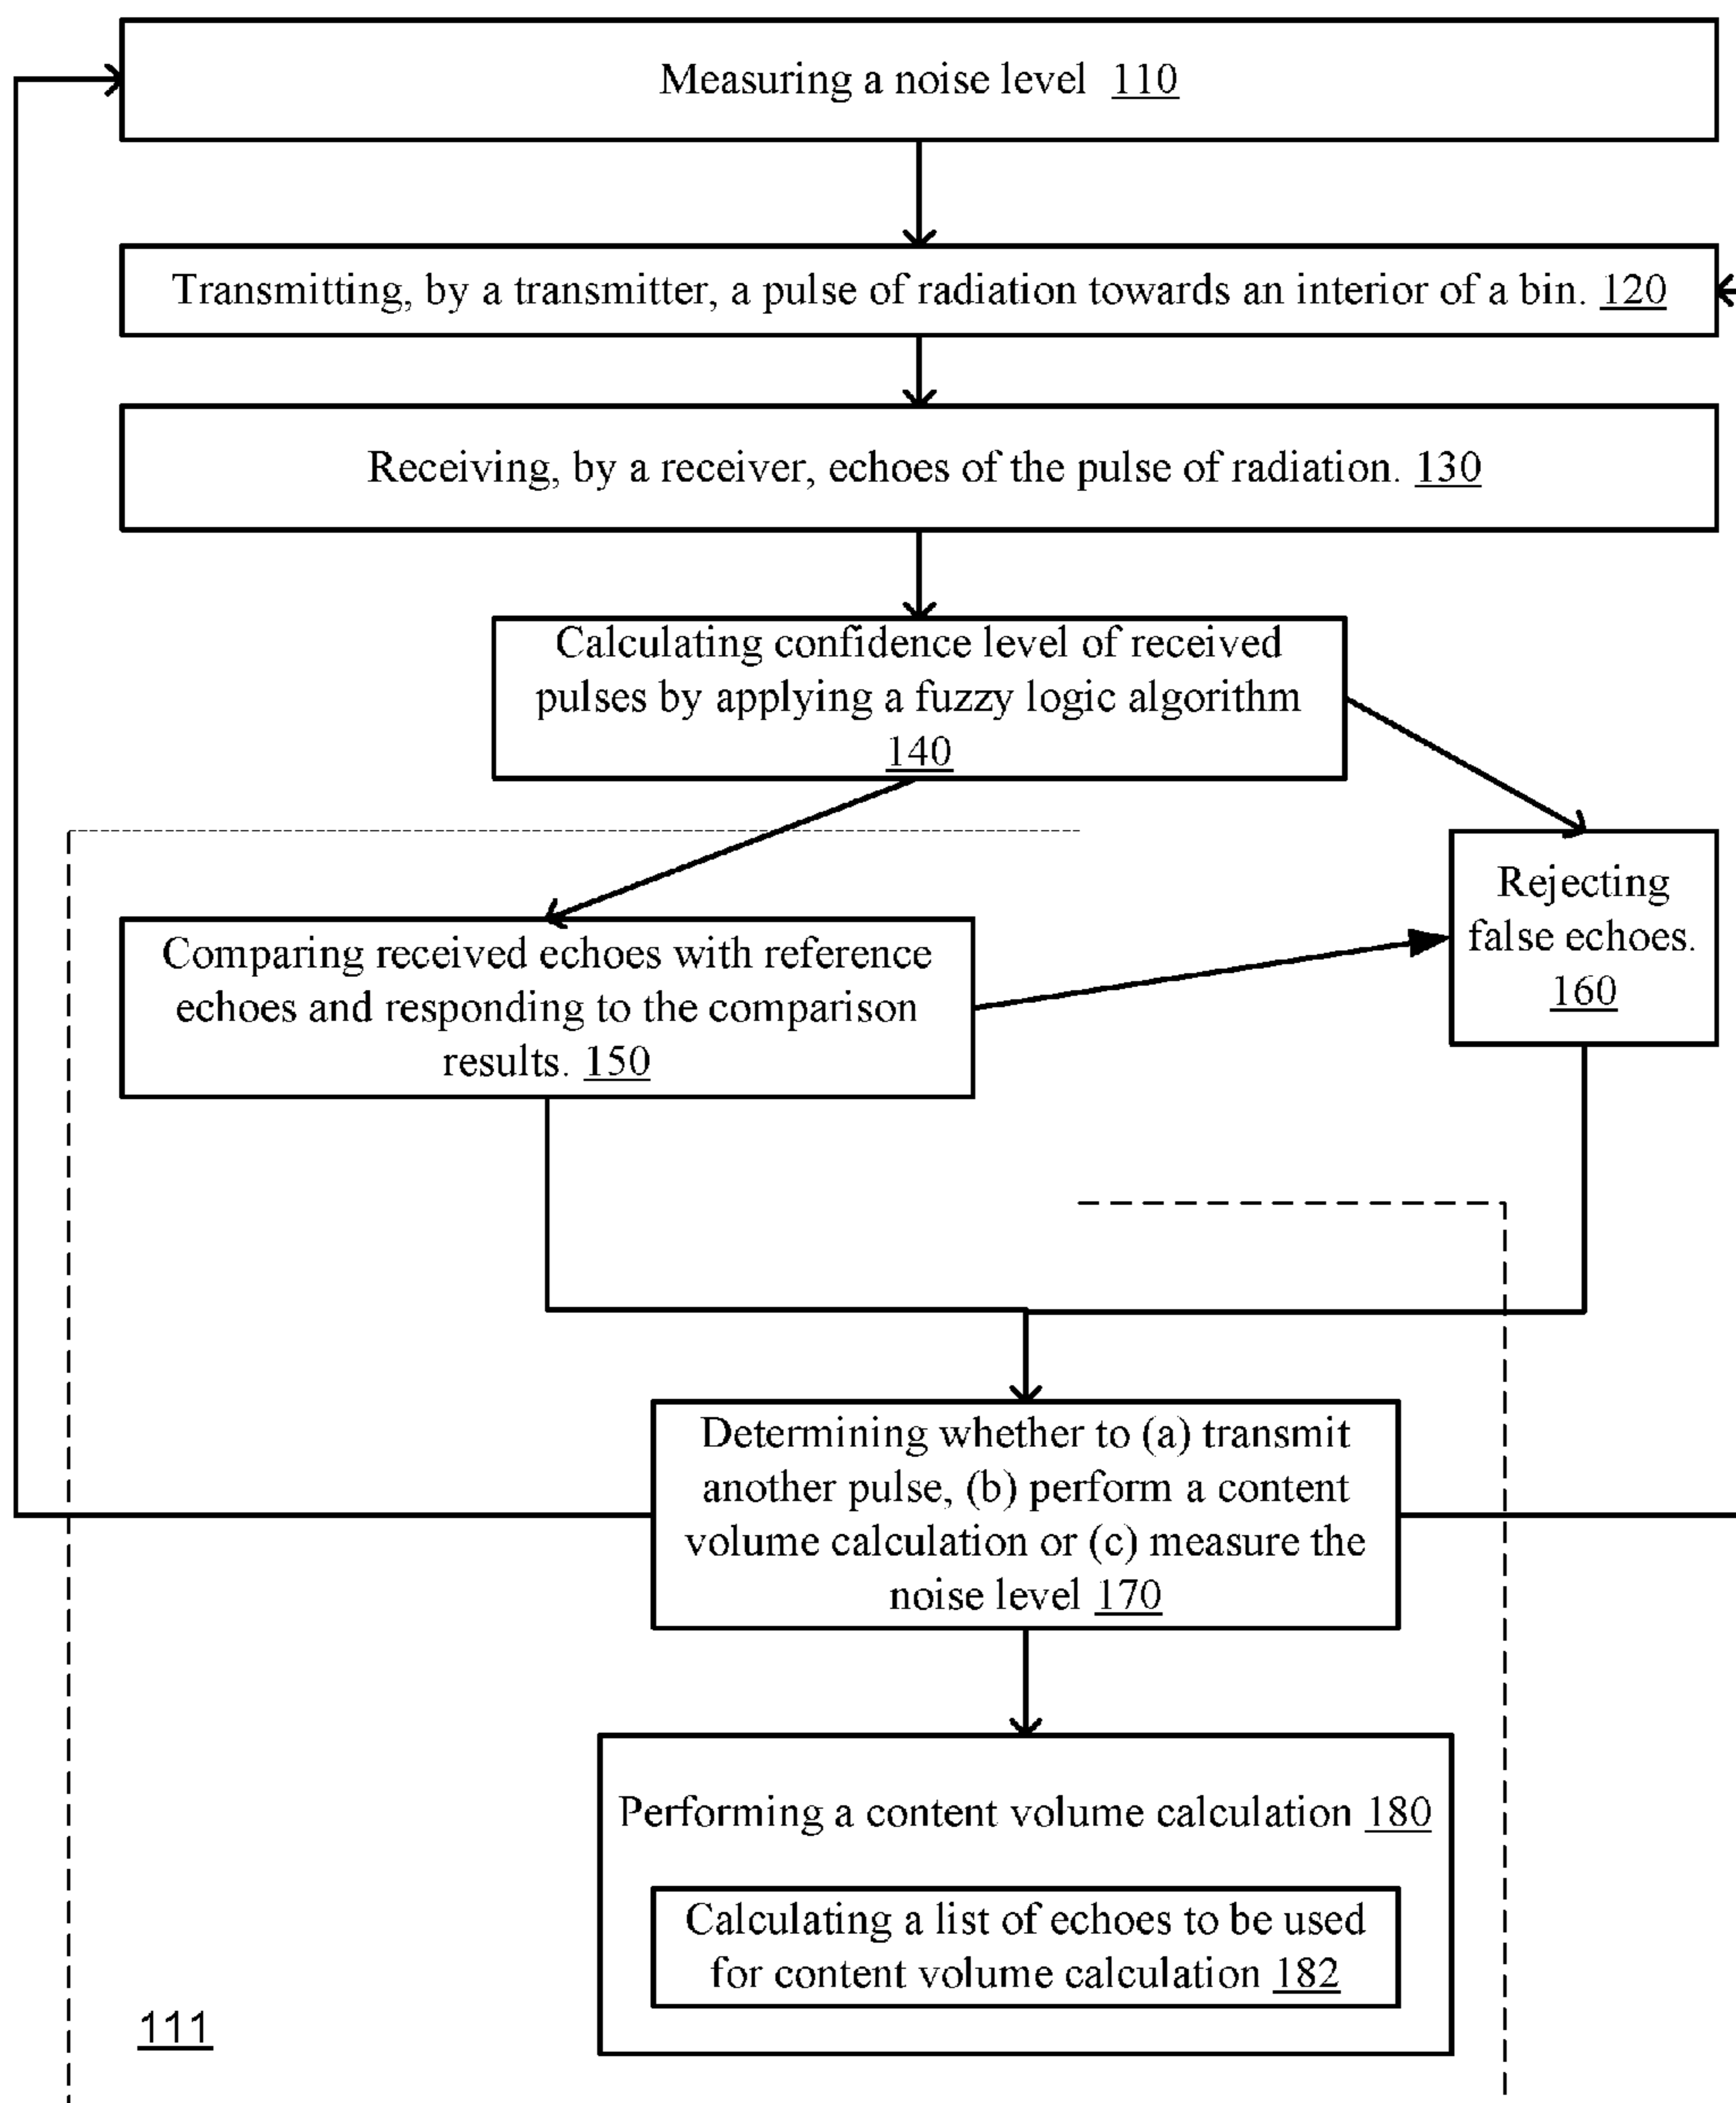 Measuring a noise level 110
Transmitting, by a transmitter, a pulse of radiation towards an interior of a bin. 120
Receiving, by a receiver, echoes of the pulse of radiation. 130
Calculating confidence level of received
pulses by applying a fuzzy logic algorithm
140
Rejecting
false echoes.
160
Comparing received echoes with reference
echoes and responding to the comparison
results. 150
Determining whether to (a) transmit
another pulse, (b) perform a content
volume calculation or (c) measure the
noise level 170
Performing a content volume calculation 180
Calculating a list of echoes to be used
for content volume calculation 182
111